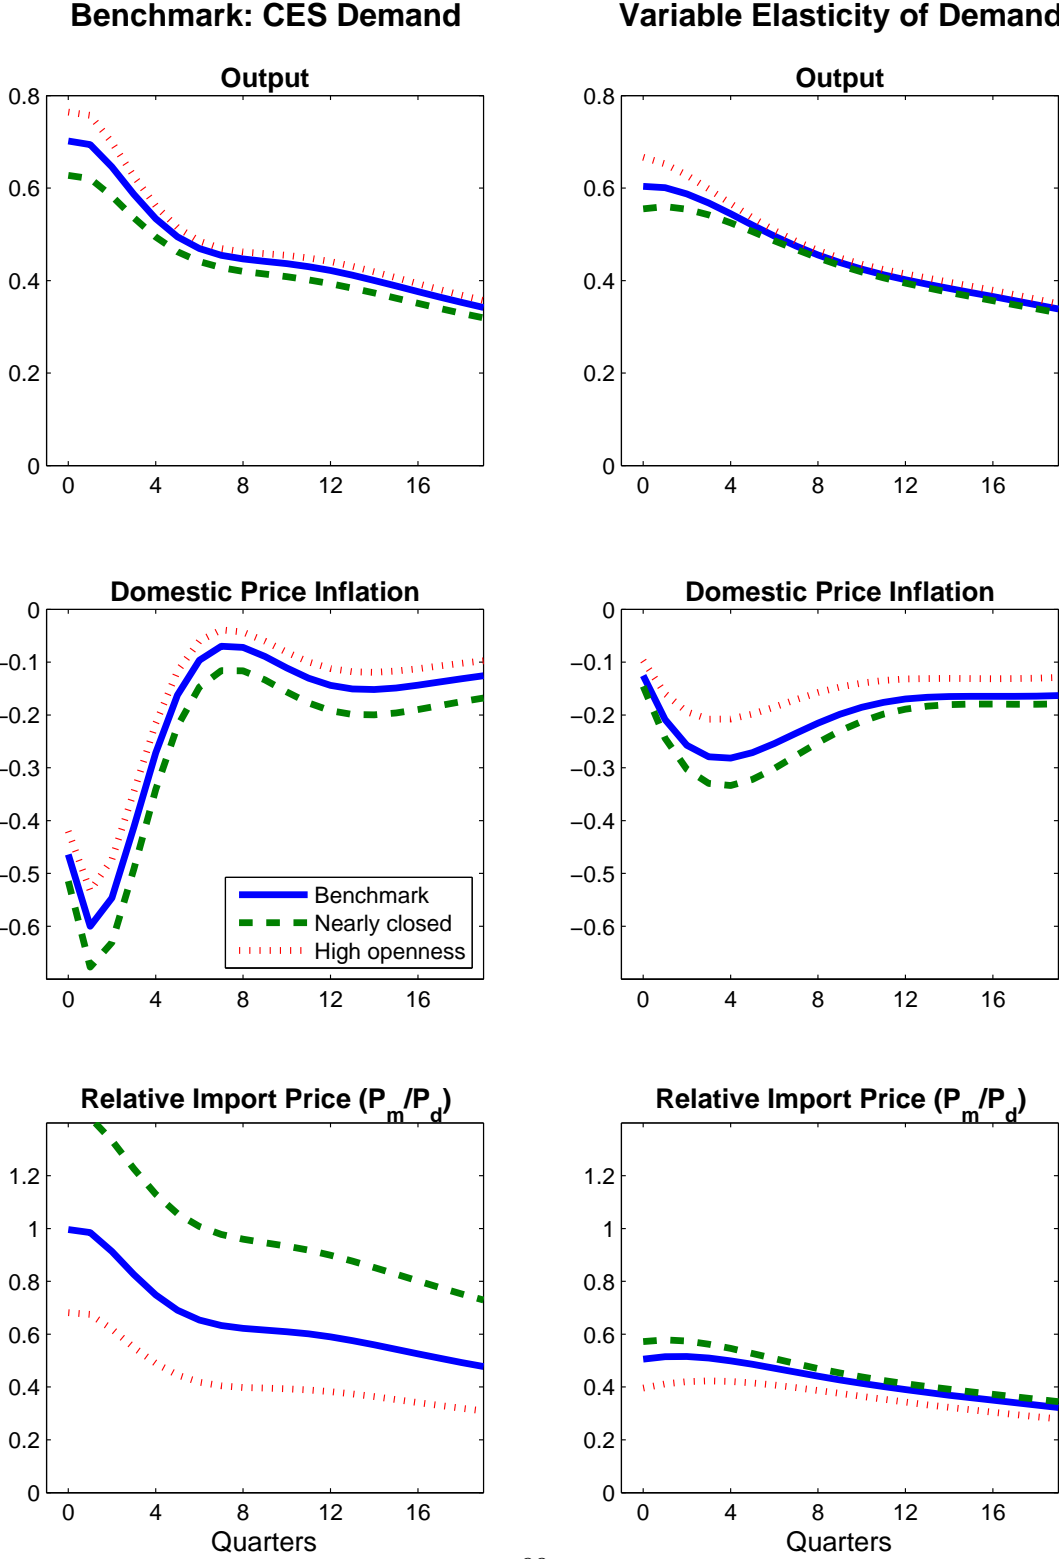 Benchmark: CES Demand
Variable Elasticity of Demand
Output
0.8
0.6
0.4
0.2
0
0 4 8 12 16
Output
0.8
0.6
0.4
0.2
0
0 4 8 12 16
Domestic Price Inflation
0
−0.1
−0.2
−0.3
−0.4
−0.5
−0.6
Benchmark
Nearly closed
High openness
0 4 8 12 16
Domestic Price Inflation
0
−0.1
−0.2
−0.3
−0.4
−0.5
−0.6
0 4 8 12 16
Relative Import Price (P_m/P_d)
1.2
1
0.8
0.6
0.4
0.2
0
0 4 8 12 16
Quarters
Relative Import Price (P_m/P_d)
1.2
1
0.8
0.6
0.4
0.2
0
0 4 8 12 16
Quarters